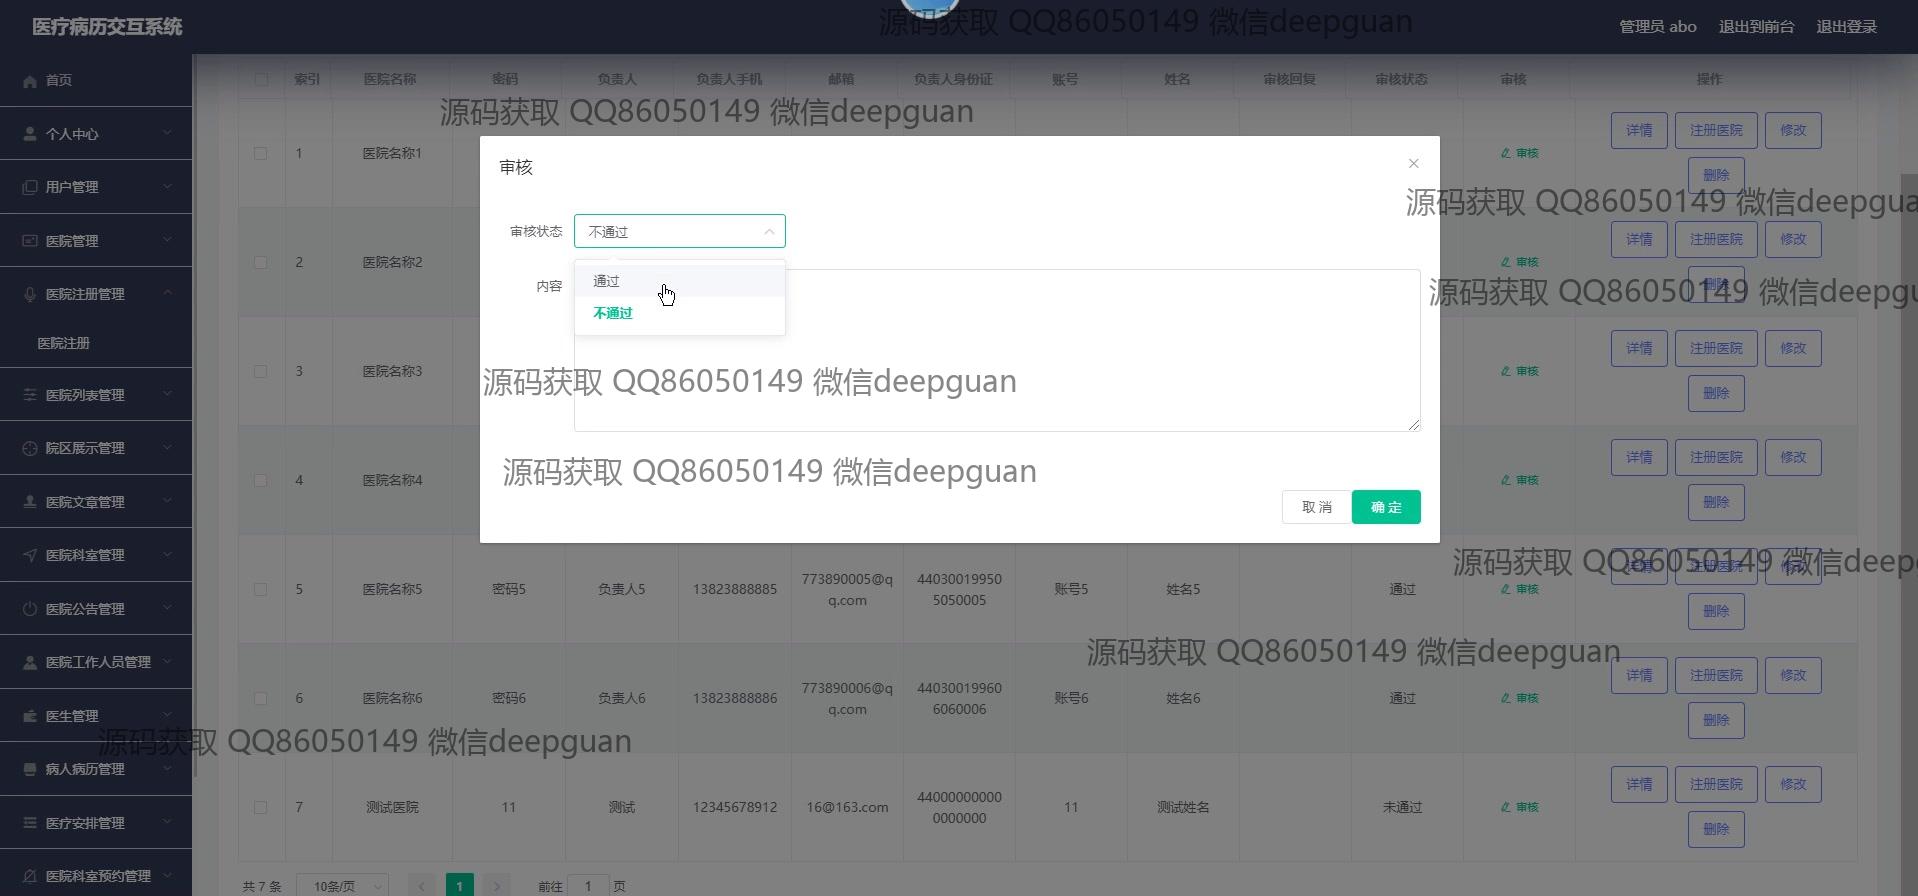 医疗病历交互系统
源码获取 QQ86050149 微信deepguan
管理员 abo 退出到前台 退出登录
首页
个人中心
用户管理
医院管理
医院注册管理
医院注册
医院列表管理
院区展示管理
医院文章管理
医院科室管理
医院公告管理
医院工作人员管理
医生管理
病人病历管理
医疗安排管理
医院科室预约管理
索引 医院名称 密码 负责人 负责人手机 邮箱 负责人身份证 账号 姓名 审核回复 审核状态 审核 操作
源码获取 QQ86050149 微信deepguan
1 医院名称1 审核 详情 注册医院 修改
删除
源码获取 QQ86050149 微信deepgua
2 医院名称2 审核 详情 注册医院 修改
删除
源码获取 QQ86050149 微信deepgu
3 医院名称3 审核 详情 注册医院 修改
删除
4 医院名称4 审核 详情 注册医院 修改
删除
审核
审核状态 不通过
通过
不通过
内容
源码获取 QQ86050149 微信deepguan
源码获取 QQ86050149 微信deepguan
取 消 确 定
源码获取 QQ86050149 微信deep
5 医院名称5 密码5 负责人5 13823888885 773890005@q
q.com 44030019950
5050005 账号5 姓名5 通过 审核 详情 注册医院 修改
删除
源码获取 QQ86050149 微信deepguan
6 医院名称6 密码6 负责人6 13823888886 773890006@q
q.com 44030019960
6060006 账号6 姓名6 通过 审核 详情 注册医院 修改
删除
源码获取 QQ86050149 微信deepguan
7 测试医院 11 测试 12345678912 16@163.com 44000000000
0000000 11 测试姓名 未通过 审核 详情 注册医院 修改
删除
共 7 条 10条/页 1 前往 1 页